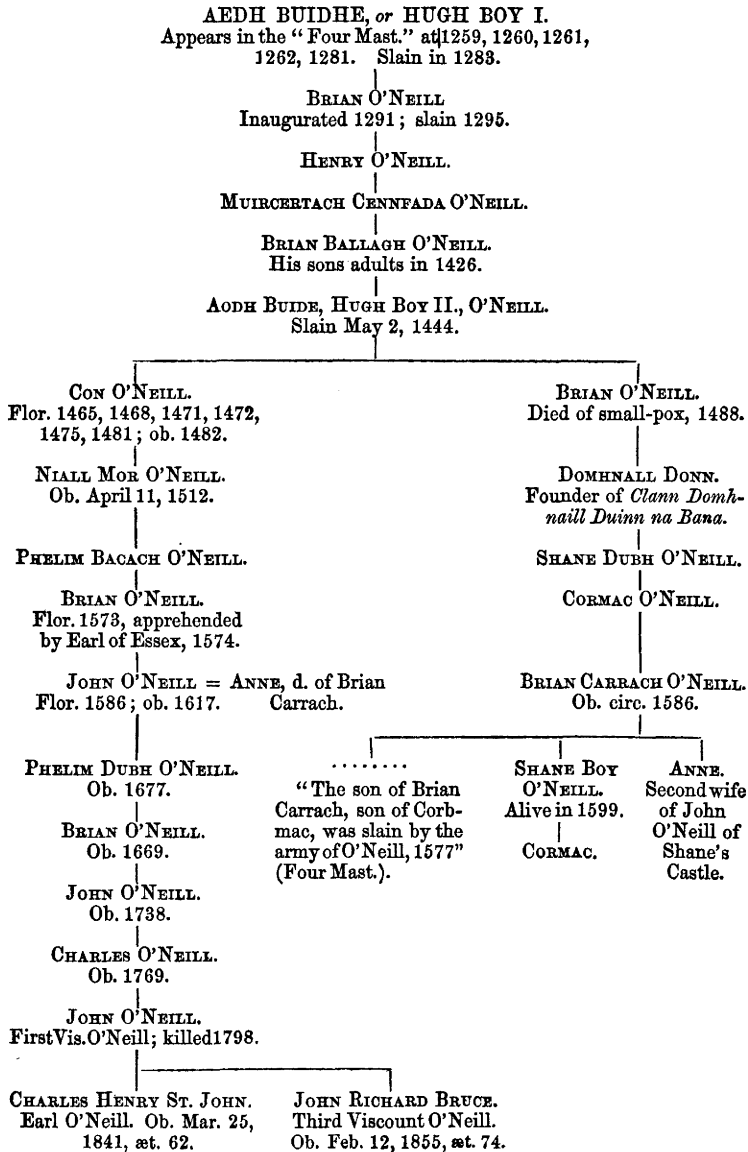 AEDH BUIDHE, or HUGH BOY I.
Appears in the "Four Mast." at 1259, 1260, 1261,
1262, 1281. Slain in 1283.
BRIAN O'NEILL
Inaugurated 1291; slain 1295.
HENRY O'NEILL.
MUIRCERTACH CENNFADA O'NEILL.
BRIAN BALLAGH O'NEILL.
His sons adults in 1426.
AODH BUIDE, HUGH BOY II., O'NEILL.
Slain May 2, 1444.
CON O'NEILL.
Flor. 1465, 1468, 1471, 1472,
1475, 1481; ob. 1482.
NIALL MOR O'NEILL.
Ob. April 11, 1512.
PHELIM BACACH O'NEILL.
BRIAN O'NEILL.
Flor. 1573, apprehended
by Earl of Essex, 1574.
JOHN O'NEILL = ANNE, d. of Brian
Flor. 1586; ob. 1617. Carrach.
PHELIM DUBH O'NEILL.
Ob. 1677.
BRIAN O'NEILL.
Ob. 1669.
JOHN O'NEILL.
Ob. 1738.
CHARLES O'NEILL.
Ob. 1769.
JOHN O'NEILL.
First Vis. O'Neill; killed 1798.
CHARLES HENRY ST. JOHN.
Earl O'Neill. Ob. Mar. 25,
1841, æt. 62.
JOHN RICHARD BRUCE.
Third Viscount O'Neill.
Ob. Feb. 12, 1855, æt. 74.
BRIAN O'NEILL.
Died of small-pox, 1488.
DOMHNALL DONN.
Founder of Clann Domh-
naill Duinn na Bana.
SHANE DUBH O'NEILL.
CORMAC O'NEILL.
BRIAN CARRACH O'NEILL.
Ob. circ. 1586.
........
"The son of Brian
Carrach, son of Corb-
mac, was slain by the
army of O'Neill, 1577"
(Four Mast.).
SHANE BOY
O'NEILL.
Alive in 1599.
CORMAC.
ANNE.
Second wife
of John
O'Neill of
Shane's
Castle.